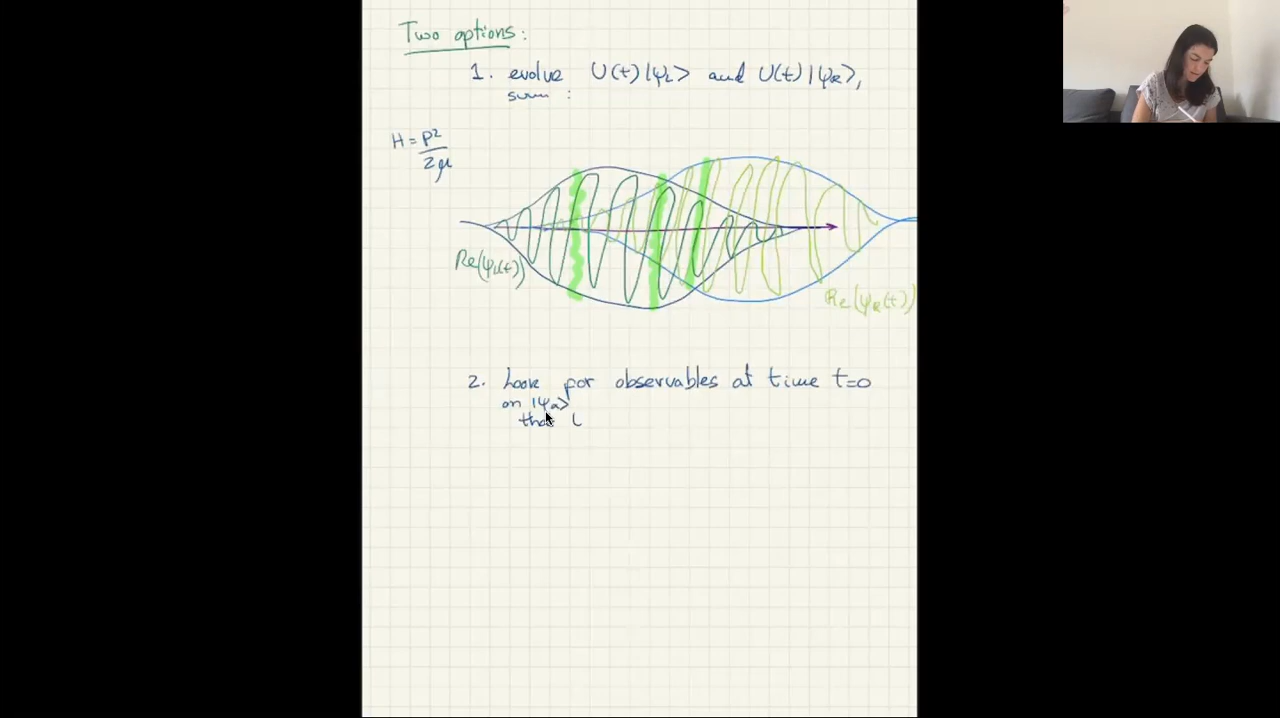 Two options:
1. evolve U(t)|ψL> and U(t)|ψR>,
sum :
H = P²/2μ
Re(ψL(t))
Re(ψR(t))
2. Look for observables at time t=0
on |ψα>
that